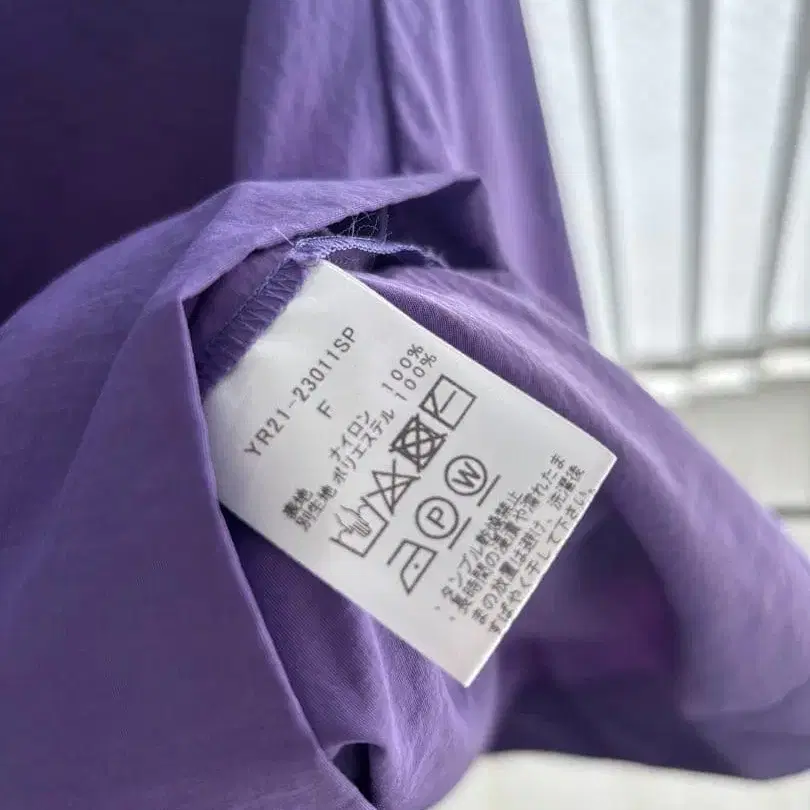 YR21-23011SP
F
表地 ナイロン 100%
別生地 ポリエステル 100%
P W
・タンブル乾燥禁止
・長時間の浸漬や濡れたま
まの放置は避け、洗濯後
すばやく干して下さい。